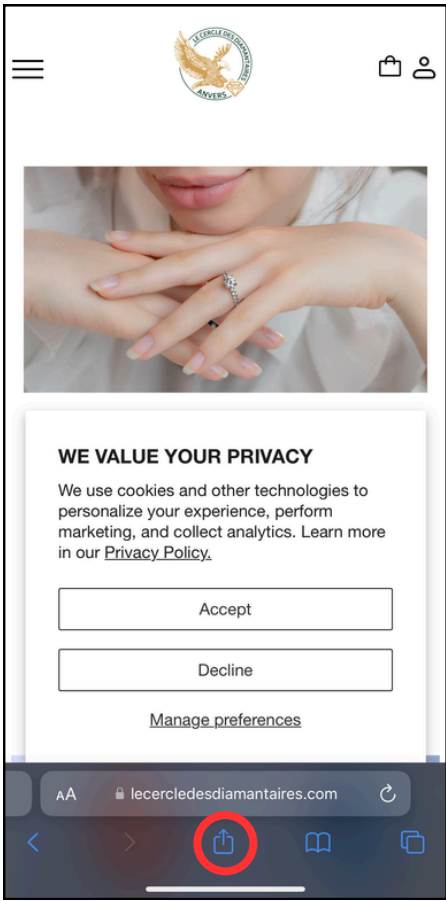 LE CERCLE DES DIAMANTAIRES
ANVERS
WE VALUE YOUR PRIVACY
We use cookies and other technologies to
personalize your experience, perform
marketing, and collect analytics. Learn more
in our Privacy Policy.
Accept
Decline
Manage preferences
AA lecercledesdiamantaires.com